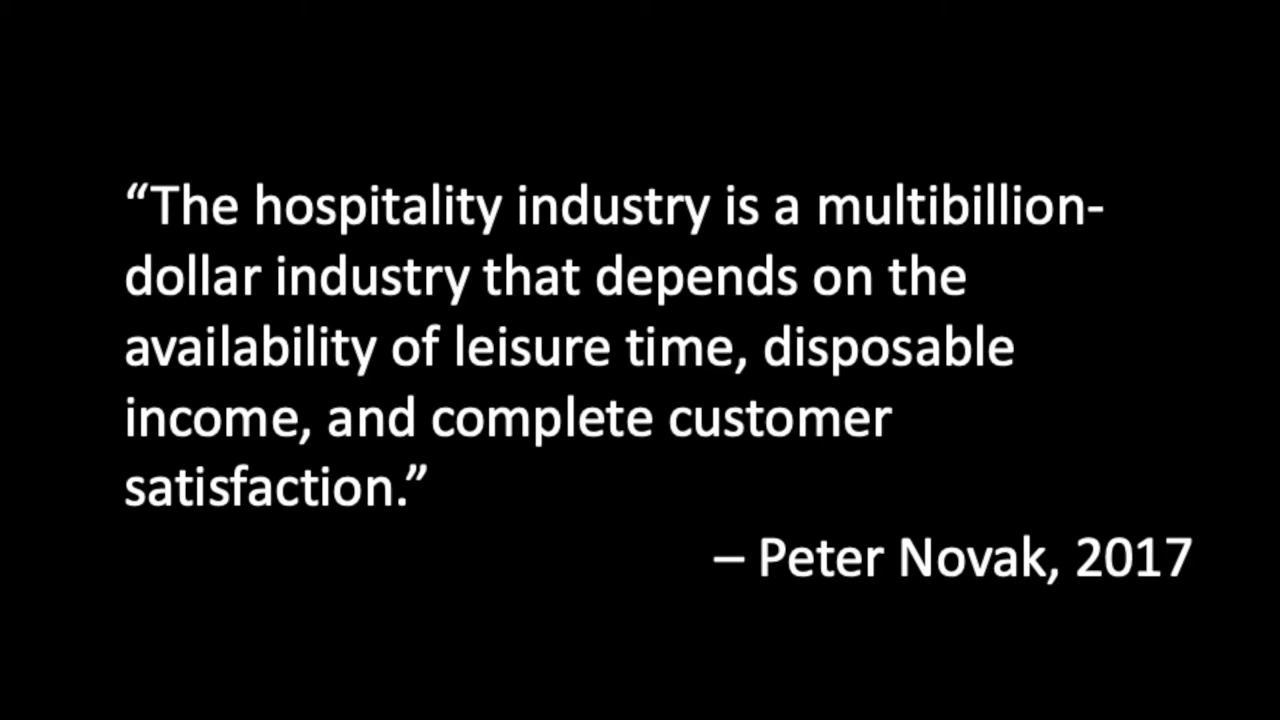 “The hospitality industry is a multibillion-
dollar industry that depends on the
availability of leisure time, disposable
income, and complete customer
satisfaction.”
– Peter Novak, 2017